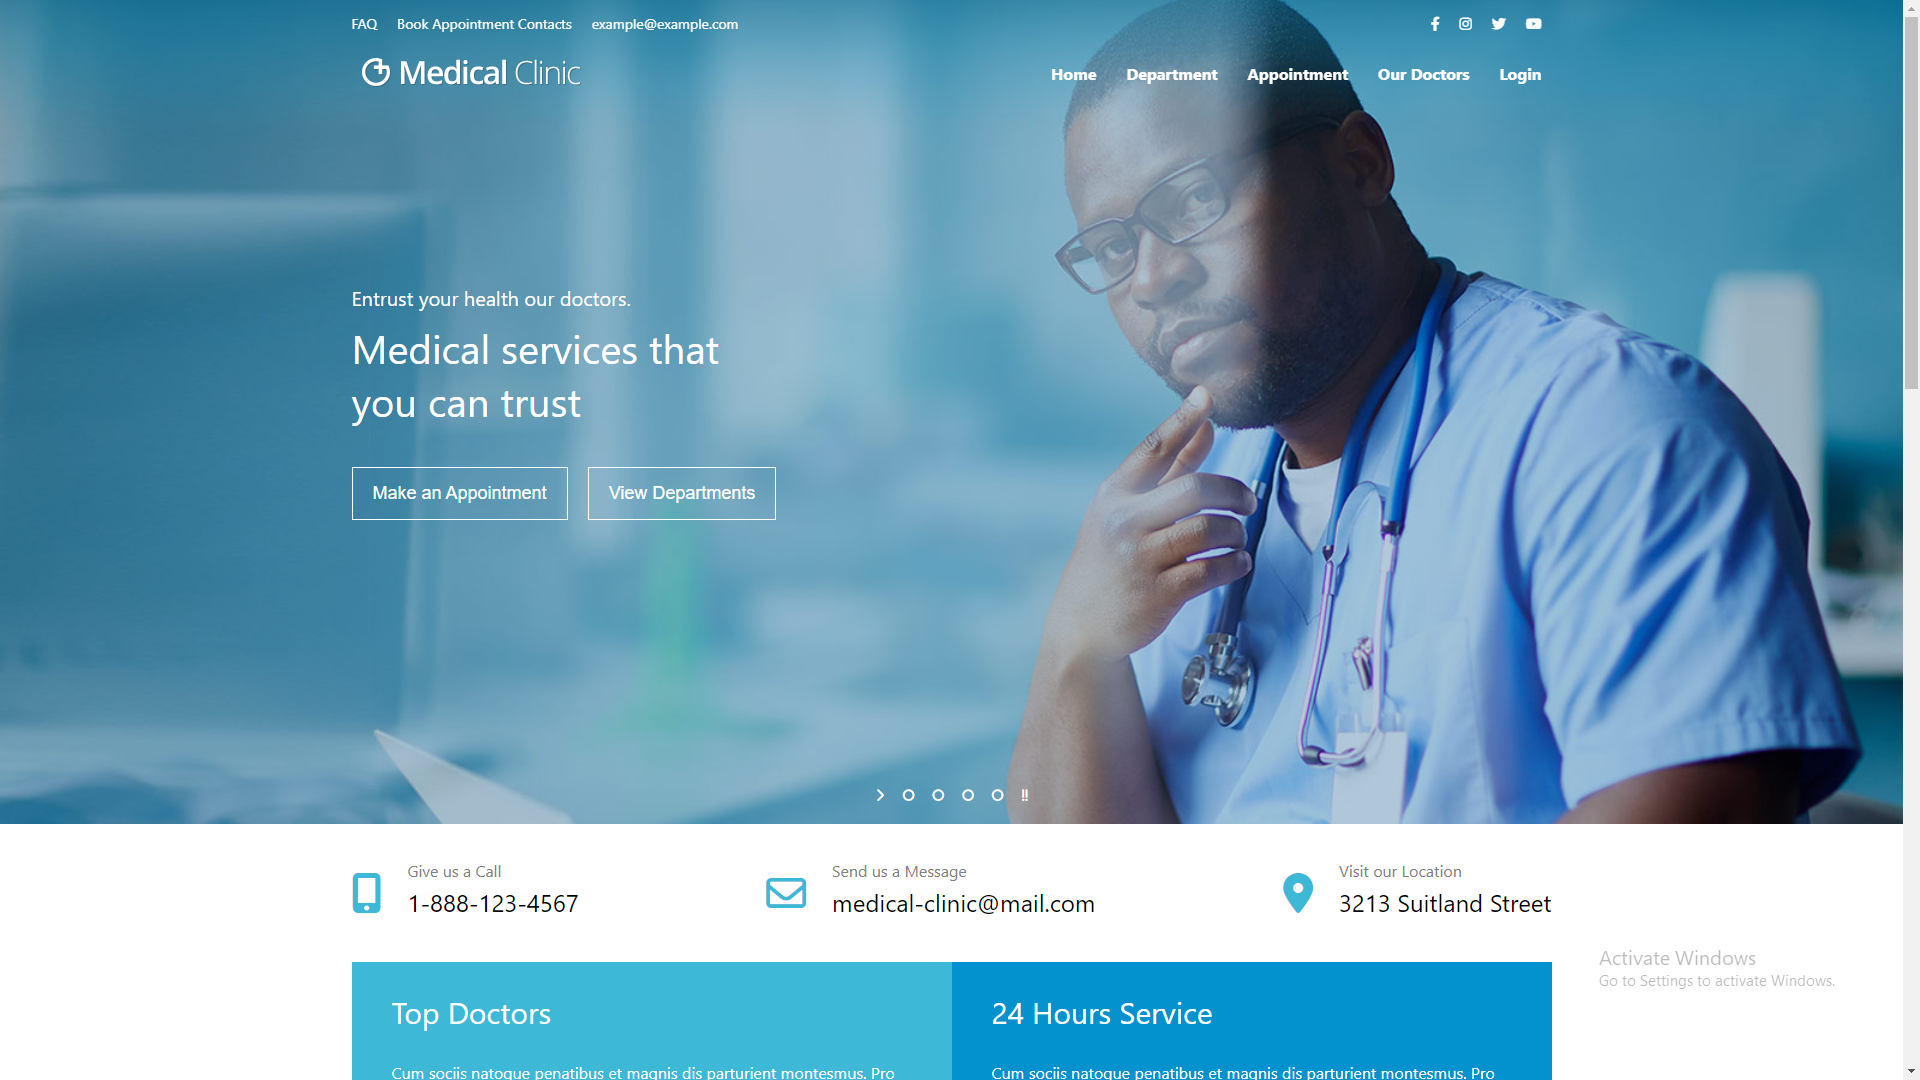 FAQ Book Appointment Contacts example@example.com
Medical Clinic
Home Department Appointment Our Doctors Login
Entrust your health our doctors.
Medical services that
you can trust
Make an Appointment View Departments
Give us a Call
1-888-123-4567
Send us a Message
medical-clinic@mail.com
Visit our Location
3213 Suitland Street
Activate Windows
Go to Settings to activate Windows.
Top Doctors
Cum sociis natoque penatibus et magnis dis parturient montesmus. Pro
24 Hours Service
Cum sociis natoque penatibus et magnis dis parturient montesmus. Pro